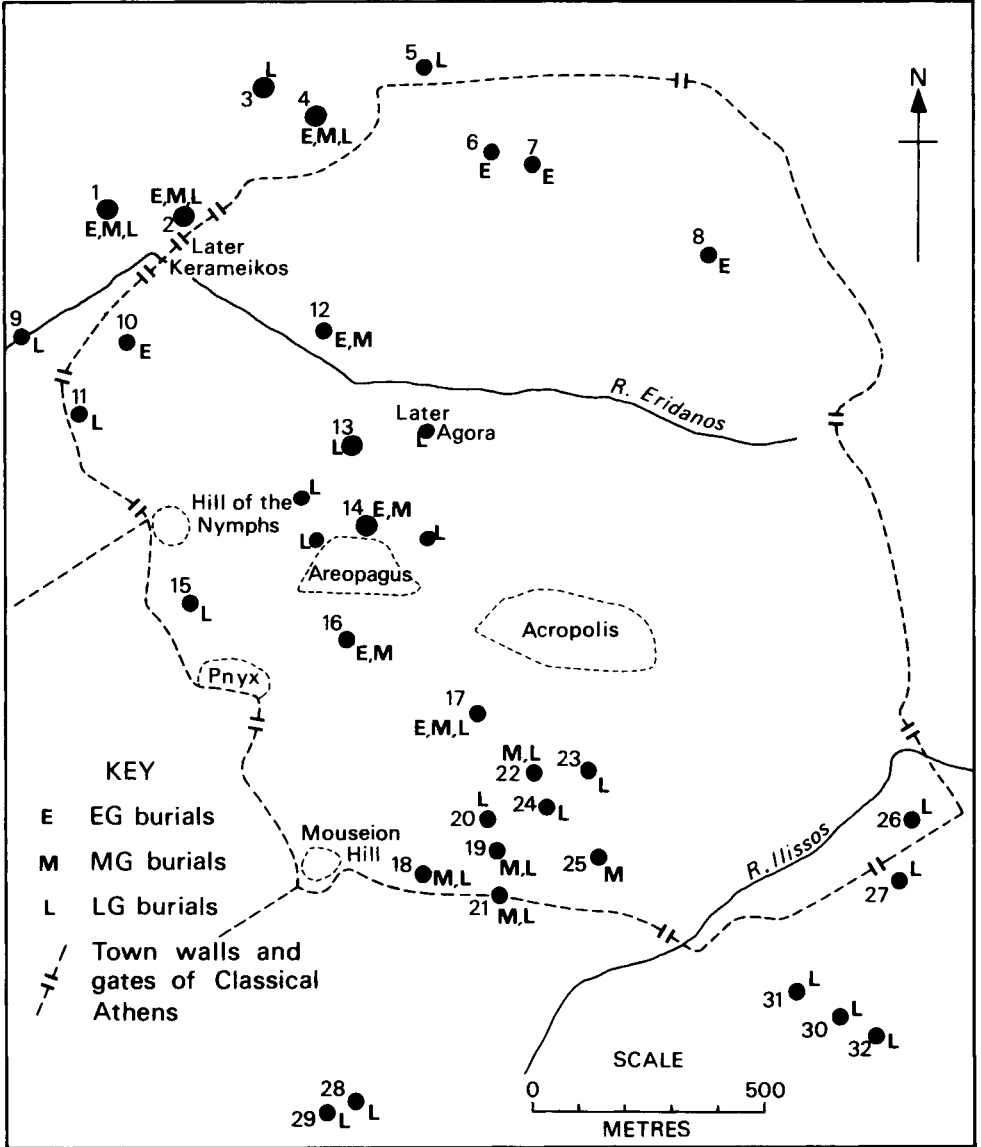 5 L
L
3
4
E,M,L
N
6
E
7
E
1
E,M,L
E,M,L
2
Later
Kerameikos
8
E
9
L
10
E
12
E,M
R. Eridanos
11
L
13
L
Later
Agora
L
L
Hill of the
Nymphs
14 E,M
L
L
Areopagus
15
L
16
E,M
Acropolis
Pnyx
17
E,M,L
M,L
22
23
L
L
20
24
L
KEY
E EG burials
M MG burials
L LG burials
Town walls and
gates of Classical
Athens
Mouseion
Hill
18
M,L
19
M,L
25
M
21
M,L
R. Ilissos
26 L
27
L
31 L
30 L
32 L
28
L
29 L
SCALE
0 500
METRES